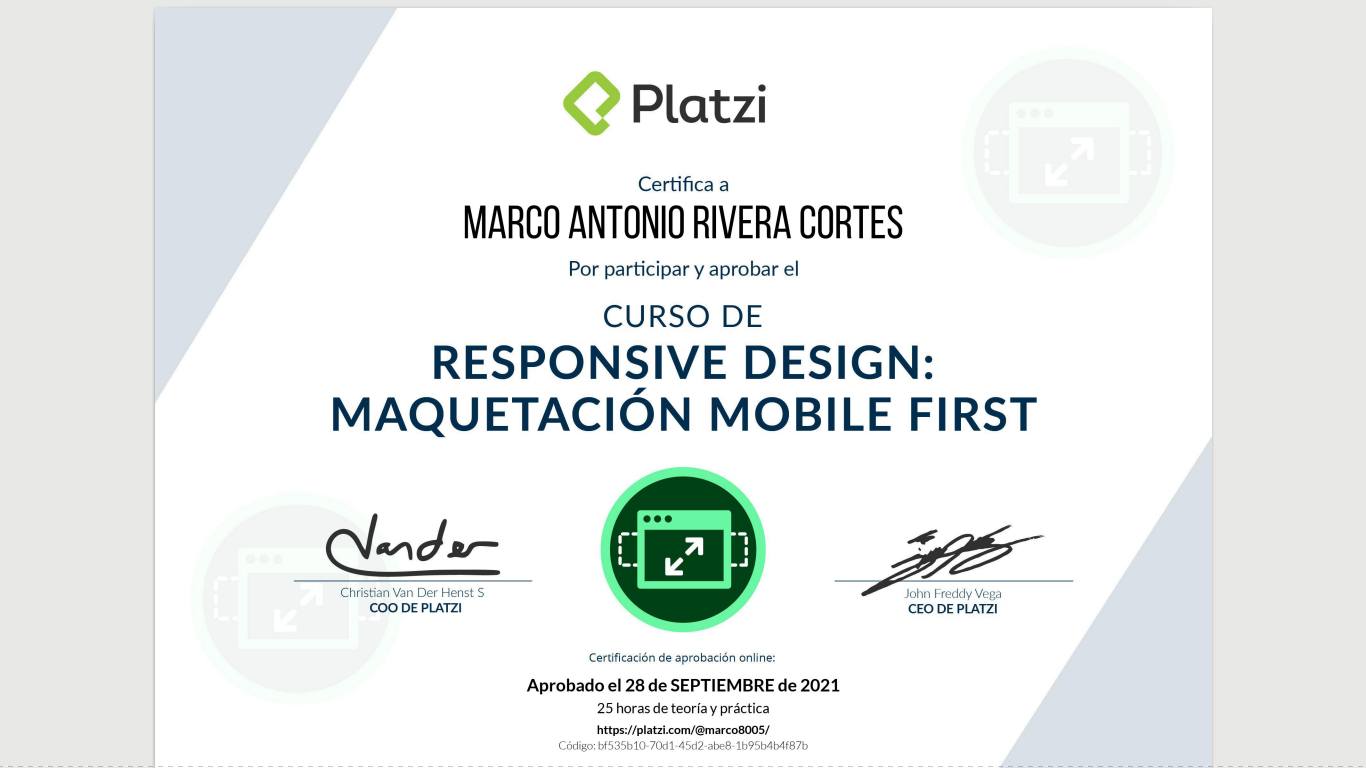 Platzi
Certifica a
MARCO ANTONIO RIVERA CORTES
Por participar y aprobar el
CURSO DE
RESPONSIVE DESIGN:
MAQUETACIÓN MOBILE FIRST
Vander
Christian Van Der Henst S
COO DE PLATZI
John Freddy Vega
CEO DE PLATZI
Certificación de aprobación online:
Aprobado el 28 de SEPTIEMBRE de 2021
25 horas de teoría y práctica
https://platzi.com/@marco8005/
Código: bf535b10-70d1-45d2-abe8-1b95b4b4f87b